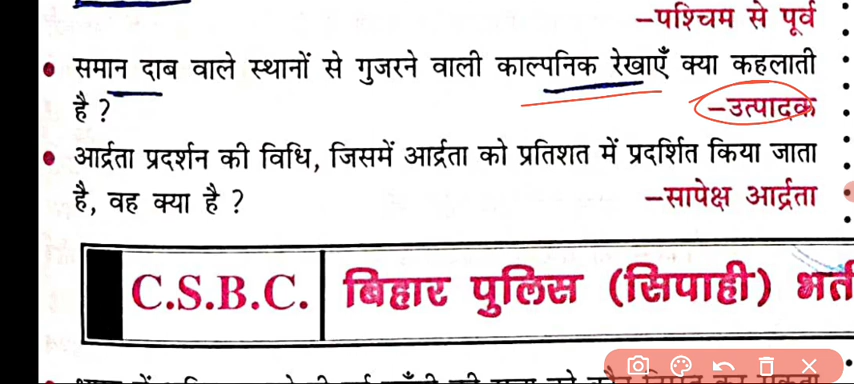 –पश्चिम से पूर्व
• समान दाब वाले स्थानों से गुजरने वाली काल्पनिक रेखाएँ क्या कहलाती
है ? –उत्पादक
• आर्द्रता प्रदर्शन की विधि, जिसमें आर्द्रता को प्रतिशत में प्रदर्शित किया जाता
है, वह क्या है ? –सापेक्ष आर्द्रता
C.S.B.C. बिहार पुलिस (सिपाही) भर्ती